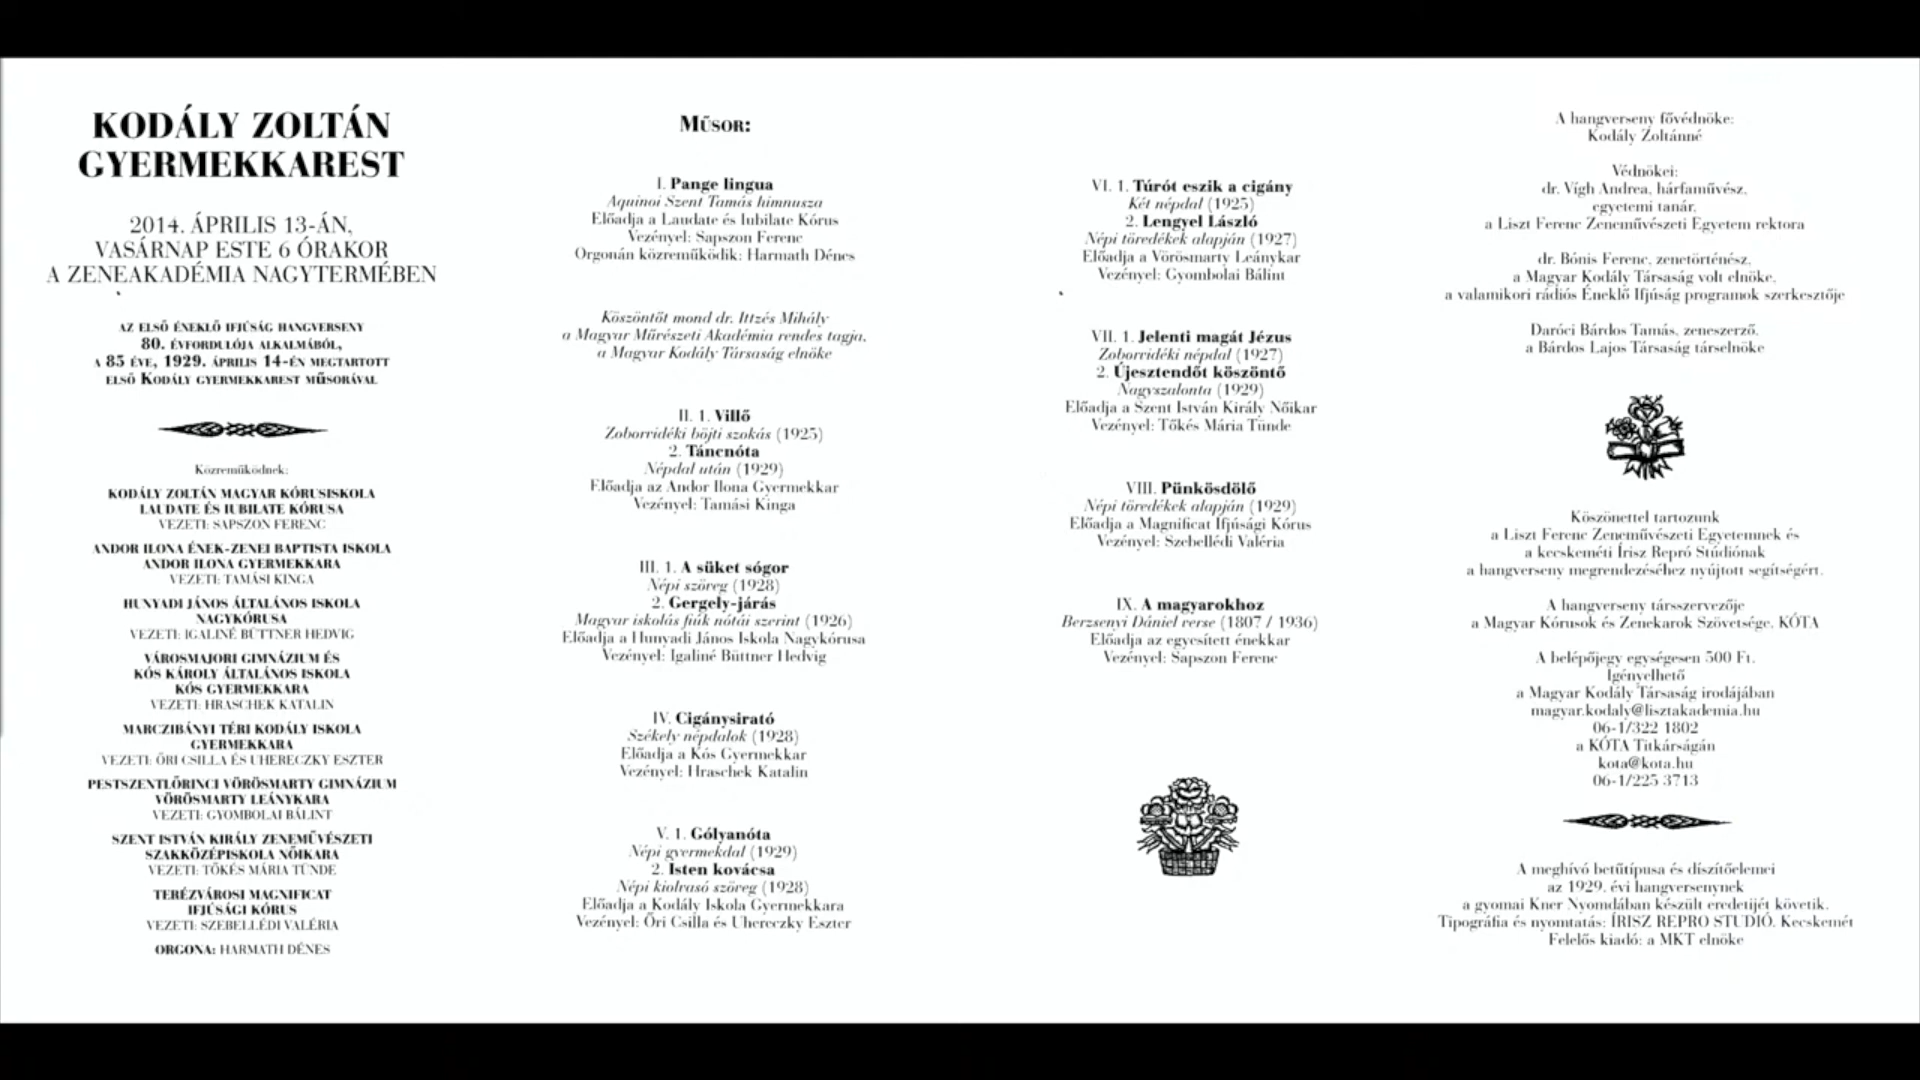 KODÁLY ZOLTÁN
GYERMEKKAREST
2014. ÁPRILIS 13-ÁN,
VASÁRNAP ESTE 6 ÓRAKOR
A ZENEAKADÉMIA NAGYTERMÉBEN
AZ ELSŐ ÉNEKLŐ IFJÚSÁG HANGVERSENY
80. ÉVFORDULÓJA ALKALMÁBÓL,
A 85 ÉVE, 1929. ÁPRILIS 14-ÉN MEGTARTOTT
ELSŐ KODÁLY GYERMEKKAREST MŰSORÁVAL
Közreműködnek:
KODÁLY ZOLTÁN MAGYAR KÓRUSISKOLA
LAUDATE ÉS IUBILATE KÓRUSA
VEZETI: SAPSZON FERENC
ANDOR ILONA ÉNEK-ZENEI BAPTISTA ISKOLA
ANDOR ILONA GYERMEKKARA
VEZETI: TAMÁSI KINGA
HUNYADI JÁNOS ÁLTALÁNOS ISKOLA
NAGYKÓRUSA
VEZETI: IGALINÉ BÜTTNER HEDVIG
VÁROSMAJORI GIMNÁZIUM ÉS
KÓS KÁROLY ÁLTALÁNOS ISKOLA
KÓS GYERMEKKARA
VEZETI: HRASCHEK KATALIN
MARCZIBÁNYI TÉRI KODÁLY ISKOLA
GYERMEKKARA
VEZETI: ŐRI CSILLA ÉS UHERECZKY ESZTER
PESTSZENTLŐRINCI VÖRÖSMARTY GIMNÁZIUM
VÖRÖSMARTY LEÁNYKARA
VEZETI: GYOMBOLAI BÁLINT
SZENT ISTVÁN KIRÁLY ZENEMŰVÉSZETI
SZAKKÖZÉPISKOLA NŐIKARA
VEZETI: TŐKÉS MÁRIA TÜNDE
TERÉZVÁROSI MAGNIFICAT
IFJÚSÁGI KÓRUS
VEZETI: SZEBELLÉDI VALÉRIA
ORGONA: HARMATH DÉNES
MŰSOR:
I. Pange lingua
Aquinoi Szent Tamás himnusza
Előadja a Laudate és Iubilate Kórus
Vezényel: Sapszon Ferenc
Orgonán közreműködik: Harmath Dénes
Köszöntőt mond dr. Ittzés Mihály
a Magyar Művészeti Akadémia rendes tagja,
a Magyar Kodály Társaság elnöke
II. 1. Villő
Zoborvidéki böjti szokás (1925)
2. Táncnóta
Népdal után (1929)
Előadja az Andor Ilona Gyermekkar
Vezényel: Tamási Kinga
III. 1. A süket sógor
Népi szöveg (1928)
2. Gergely-járás
Magyar iskolás fiúk nótái szerint (1926)
Előadja a Hunyadi János Iskola Nagykórusa
Vezényel: Igaliné Büttner Hedvig
IV. Cigánysirató
Székely népdalok (1928)
Előadja a Kós Gyermekkar
Vezényel: Hraschek Katalin
V. 1. Gólyanóta
Népi gyermekdal (1929)
2. Isten kovácsa
Népi kiolvasó szöveg (1928)
Előadja a Kodály Iskola Gyermekkara
Vezényel: Őri Csilla és Uhereczky Eszter
VI. 1. Túrót eszik a cigány
Két népdal (1925)
2. Lengyel László
Népi töredékek alapján (1927)
Előadja a Vörösmarty Leánykar
Vezényel: Gyombolai Bálint
VII. 1. Jelenti magát Jézus
Zoborvidéki népdal (1927)
2. Újesztendőt köszöntő
Nagyszalonta (1929)
Előadja a Szent István Király Nőikar
Vezényel: Tőkés Mária Tünde
VIII. Pünkösdölő
Népi töredékek alapján (1929)
Előadja a Magnificat Ifjúsági Kórus
Vezényel: Szebellédi Valéria
IX. A magyarokhoz
Berzsenyi Dániel verse (1807 / 1936)
Előadja az egyesített énekkar
Vezényel: Sapszon Ferenc
A hangverseny fővédnöke:
Kodály Zoltánné
Védnökei:
dr. Vigh Andrea, hárfaművész,
egyetemi tanár,
a Liszt Ferenc Zeneművészeti Egyetem rektora
dr. Bónis Ferenc, zenetörténész,
a Magyar Kodály Társaság volt elnöke,
a valamikori rádiós Éneklő Ifjúság programok szerkesztője
Daróci Bárdos Tamás, zeneszerző,
a Bárdos Lajos Társaság társelnöke
Köszönettel tartozunk
a Liszt Ferenc Zeneművészeti Egyetemnek és
a kecskeméti Írisz Repró Stúdiónak
a hangverseny megrendezéséhez nyújtott segítségért.
A hangverseny társszervezője
a Magyar Kórusok és Zenekarok Szövetsége, KÓTA
A belépőjegy egységesen 500 Ft.
Igényelhető
a Magyar Kodály Társaság irodájában
magyar.kodaly@lisztakademia.hu
06-1/322 1802
a KÓTA Titkárságán
kota@kota.hu
06-1/225 3713
A meghívó betűtípusa és díszítőelemei
az 1929. évi hangversenynek
a gyomai Kner Nyomdában készült eredetijét követik.
Tipográfia és nyomtatás: ÍRISZ REPRO STUDIÓ, Kecskemét
Felelős kiadó: a MKT elnöke